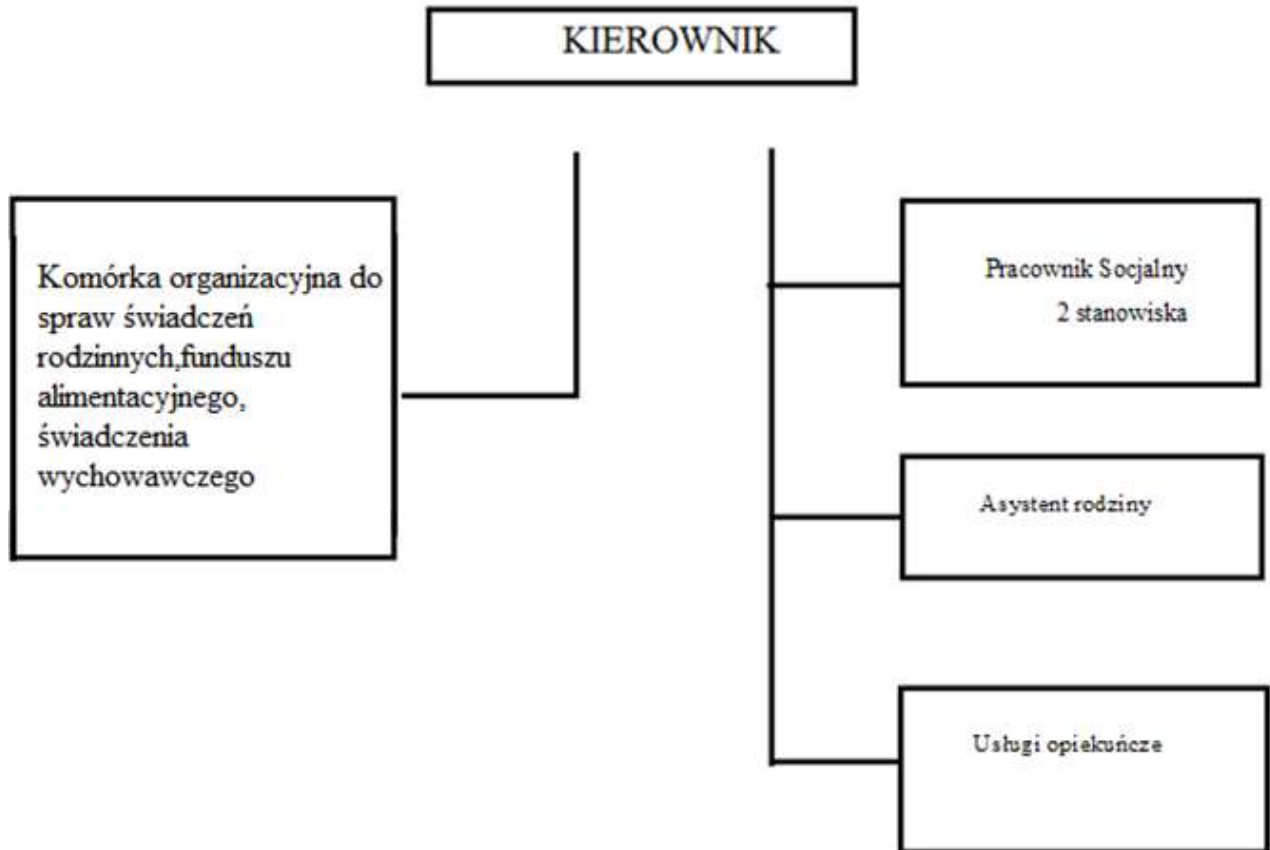 KIEROWNIK
Komórka organizacyjna do
spraw świadczeń
rodzinnych,funduszu
alimentacyjnego,
świadczenia
wychowawczego
Pracownik Socjalny
2 stanowiska
Asystent rodziny
Usługi opiekuńcze